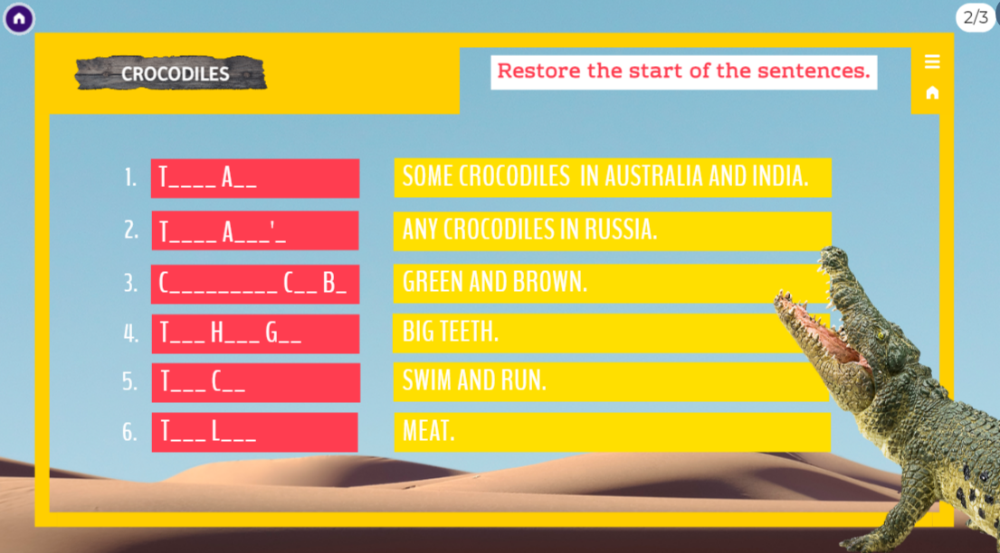 2/3
CROCODILES
Restore the start of the sentences.
1. T____ A__ SOME CROCODILES IN AUSTRALIA AND INDIA.
2. T____ A___'_ ANY CROCODILES IN RUSSIA.
3. C_________ C__ B_ GREEN AND BROWN.
4. T___ H___ G__ BIG TEETH.
5. T___ C__ SWIM AND RUN.
6. T___ L___ MEAT.